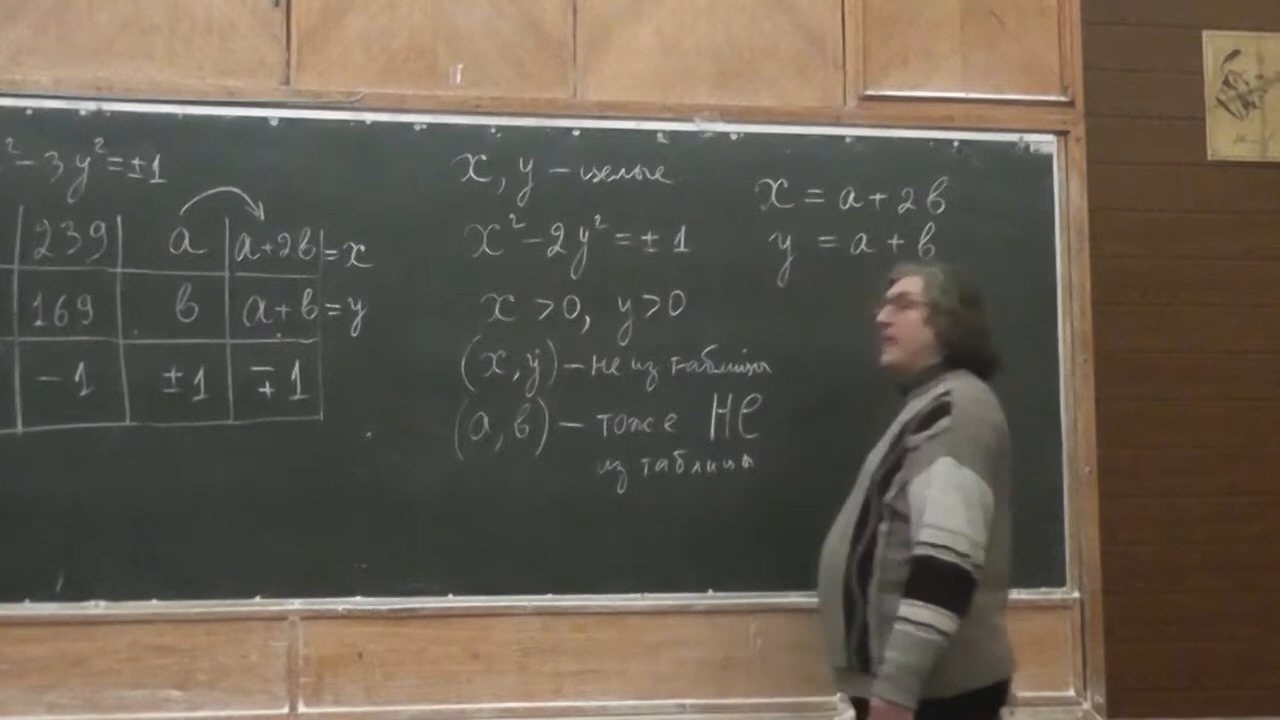 ²-3y²=±1
239 a a+2b =x
169 b a+b =y
-1 ±1 ∓1
x, y - целые
x²-2y²=±1
x>0, y>0
(x,y) - не из таблицы
(a,b) - тоже НЕ
из таблицы
x = a+2b
y = a+b